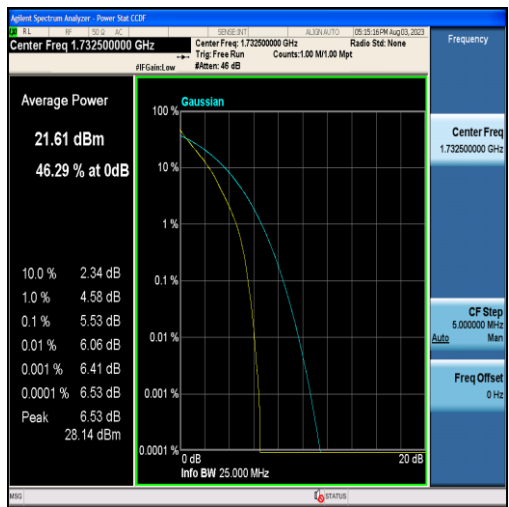 Agilent Spectrum Analyzer - Power Stat CCDF
RL RF 50 Ω AC SENSE:INT ALIGN AUTO 05:15:16 PM Aug 03, 2023
Center Freq 1.732500000 GHz
Center Freq: 1.732500000 GHz Radio Std: None
Trig: Free Run Counts:1.00 M/1.00 Mpt
#IFGain:Low #Atten: 46 dB
Frequency
Average Power
21.61 dBm
46.29 % at 0dB
10.0 % 2.34 dB
1.0 % 4.58 dB
0.1 % 5.53 dB
0.01 % 6.06 dB
0.001 % 6.41 dB
0.0001 % 6.53 dB
Peak 6.53 dB
28.14 dBm
Gaussian
100 %
10 %
1 %
0.1 %
0.01 %
0.001 %
0.0001 %
0 dB 20 dB
Info BW 25.000 MHz
Center Freq
1.732500000 GHz
CF Step
5.000000 MHz
Auto Man
Freq Offset
0 Hz
MSG STATUS